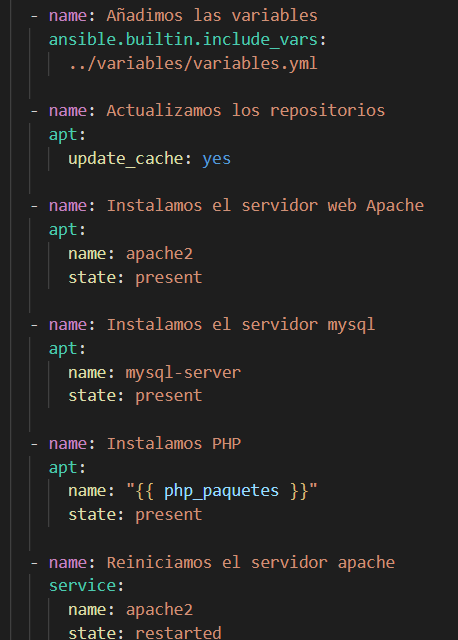 - name: Añadimos las variables
  ansible.builtin.include_vars:
    ../variables/variables.yml
- name: Actualizamos los repositorios
  apt:
    update_cache: yes
- name: Instalamos el servidor web Apache
  apt:
    name: apache2
    state: present
- name: Instalamos el servidor mysql
  apt:
    name: mysql-server
    state: present
- name: Instalamos PHP
  apt:
    name: "{{ php_paquetes }}"
    state: present
- name: Reiniciamos el servidor apache
  service:
    name: apache2
    state: restarted